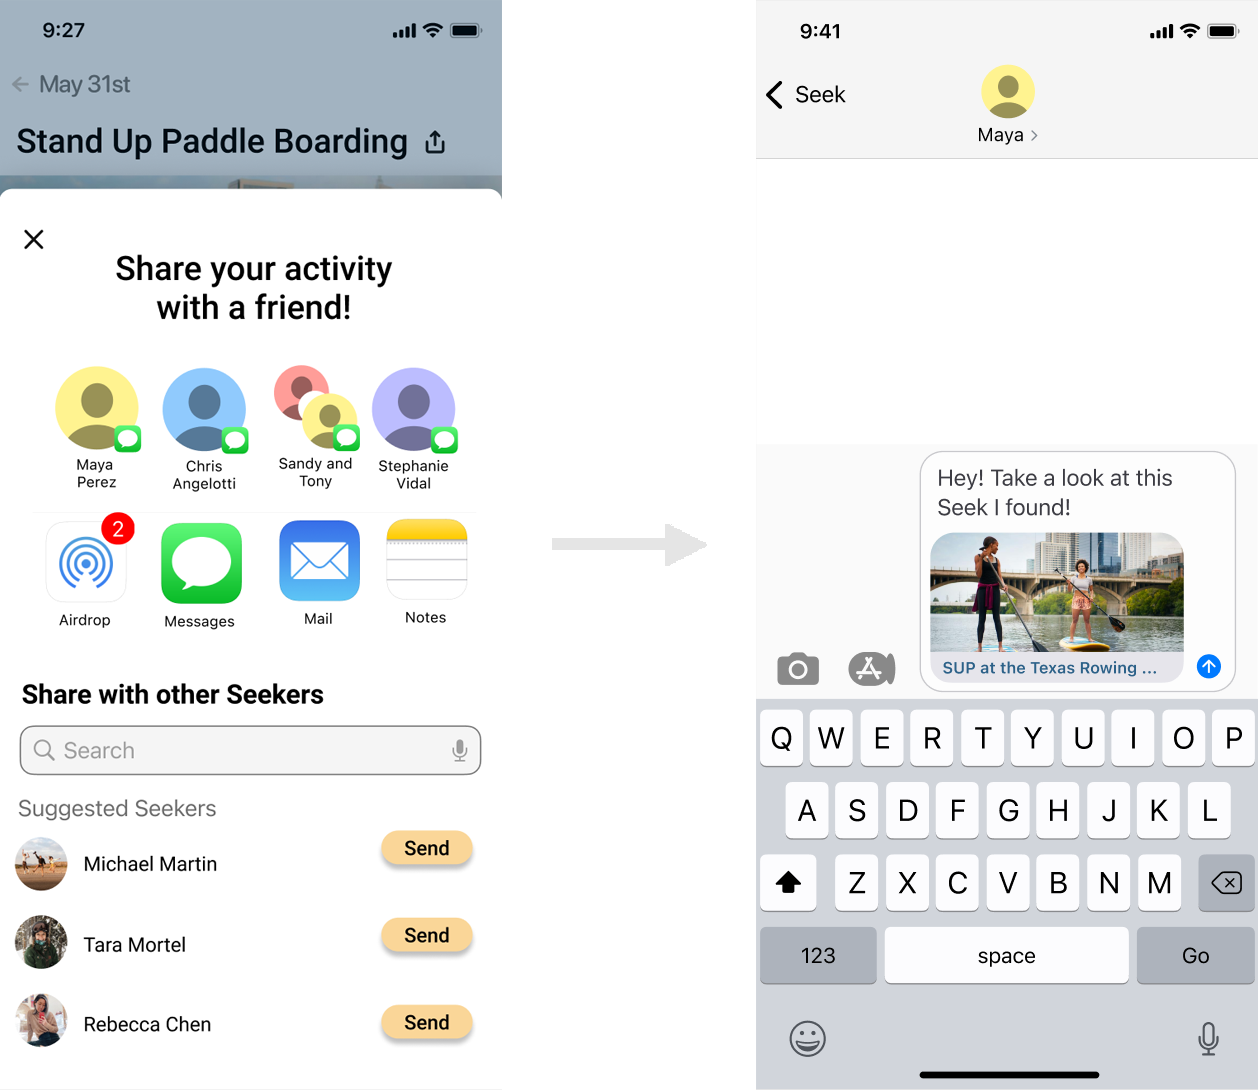 9:27
May 31st
Stand Up Paddle Boarding
Share your activity
with a friend!
Maya
Perez
Chris
Angelotti
Sandy and
Tony
Stephanie
Vidal
2
Airdrop
Messages
Mail
Notes
Share with other Seekers
Search
Suggested Seekers
Michael Martin
Send
Tara Mortel
Send
Rebecca Chen
Send
9:41
Seek
Maya
Hey! Take a look at this
Seek I found!
SUP at the Texas Rowing ...
Q W E R T Y U I O P
A S D F G H J K L
Z X C V B N M
123 space Go